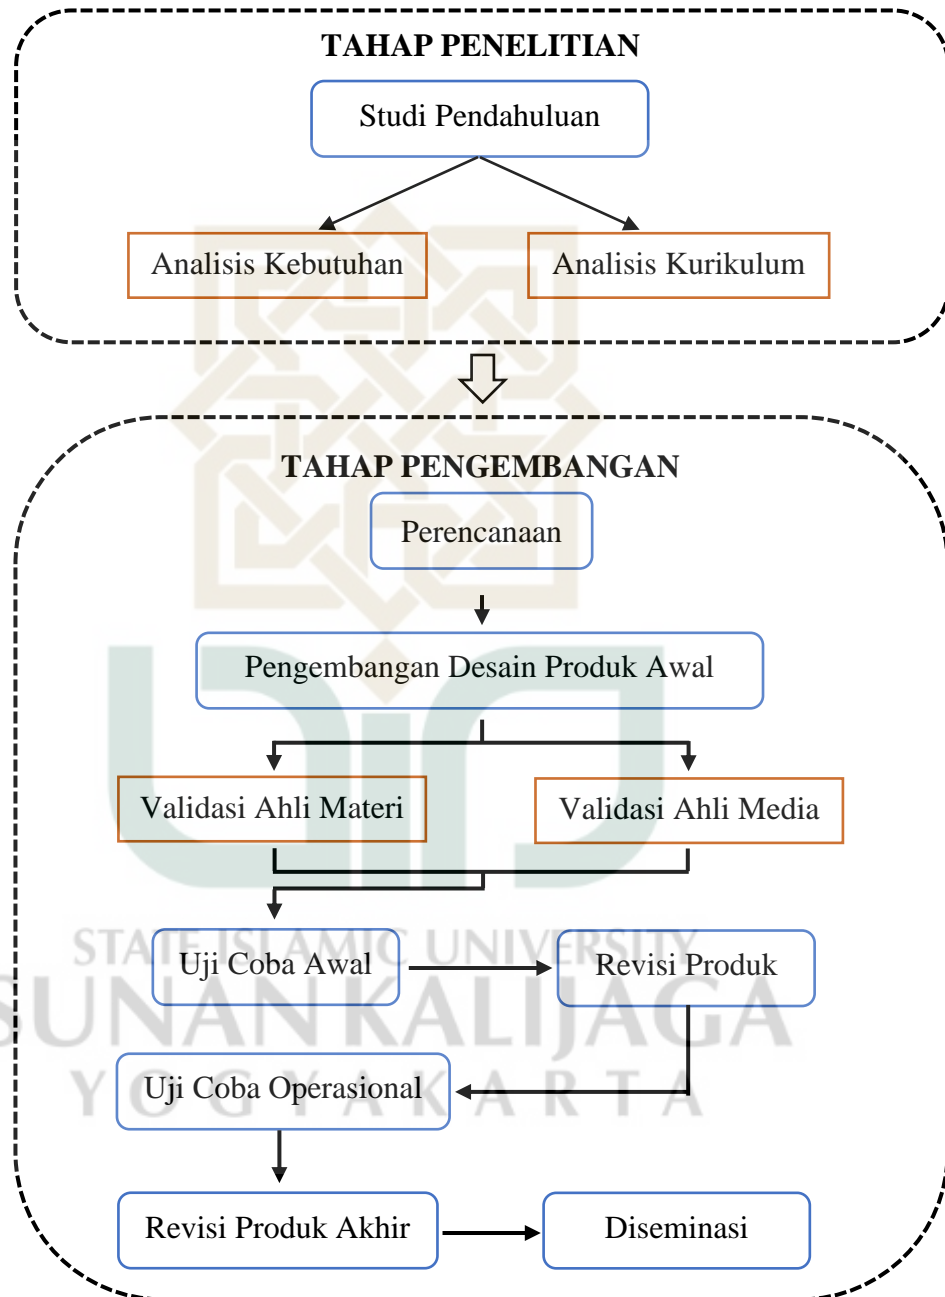 TAHAP PENELITIAN
Studi Pendahuluan
Analisis Kebutuhan
Analisis Kurikulum
TAHAP PENGEMBANGAN
Perencanaan
Pengembangan Desain Produk Awal
Validasi Ahli Materi
Validasi Ahli Media
STATE ISLAMIC UNIVERSITY
Uji Coba Awal
Revisi Produk
SUNAN KALIJAGA
Uji Coba Operasional
YOGYAKARTA
Revisi Produk Akhir
Diseminasi